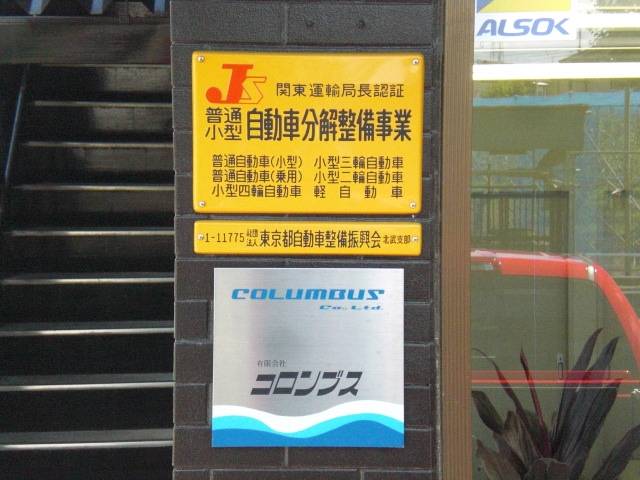 ALSOK
JS 関東運輸局長認証
普通
小型 自動車分解整備事業
普通自動車(小型) 小型三輪自動車
普通自動車(乗用) 小型二輪自動車
小型四輪自動車 軽自動車
1-11775 社団法人 東京都自動車整備振興会 北武支部
COLUMBUS
Co., Ltd.
有限会社
コロンブス